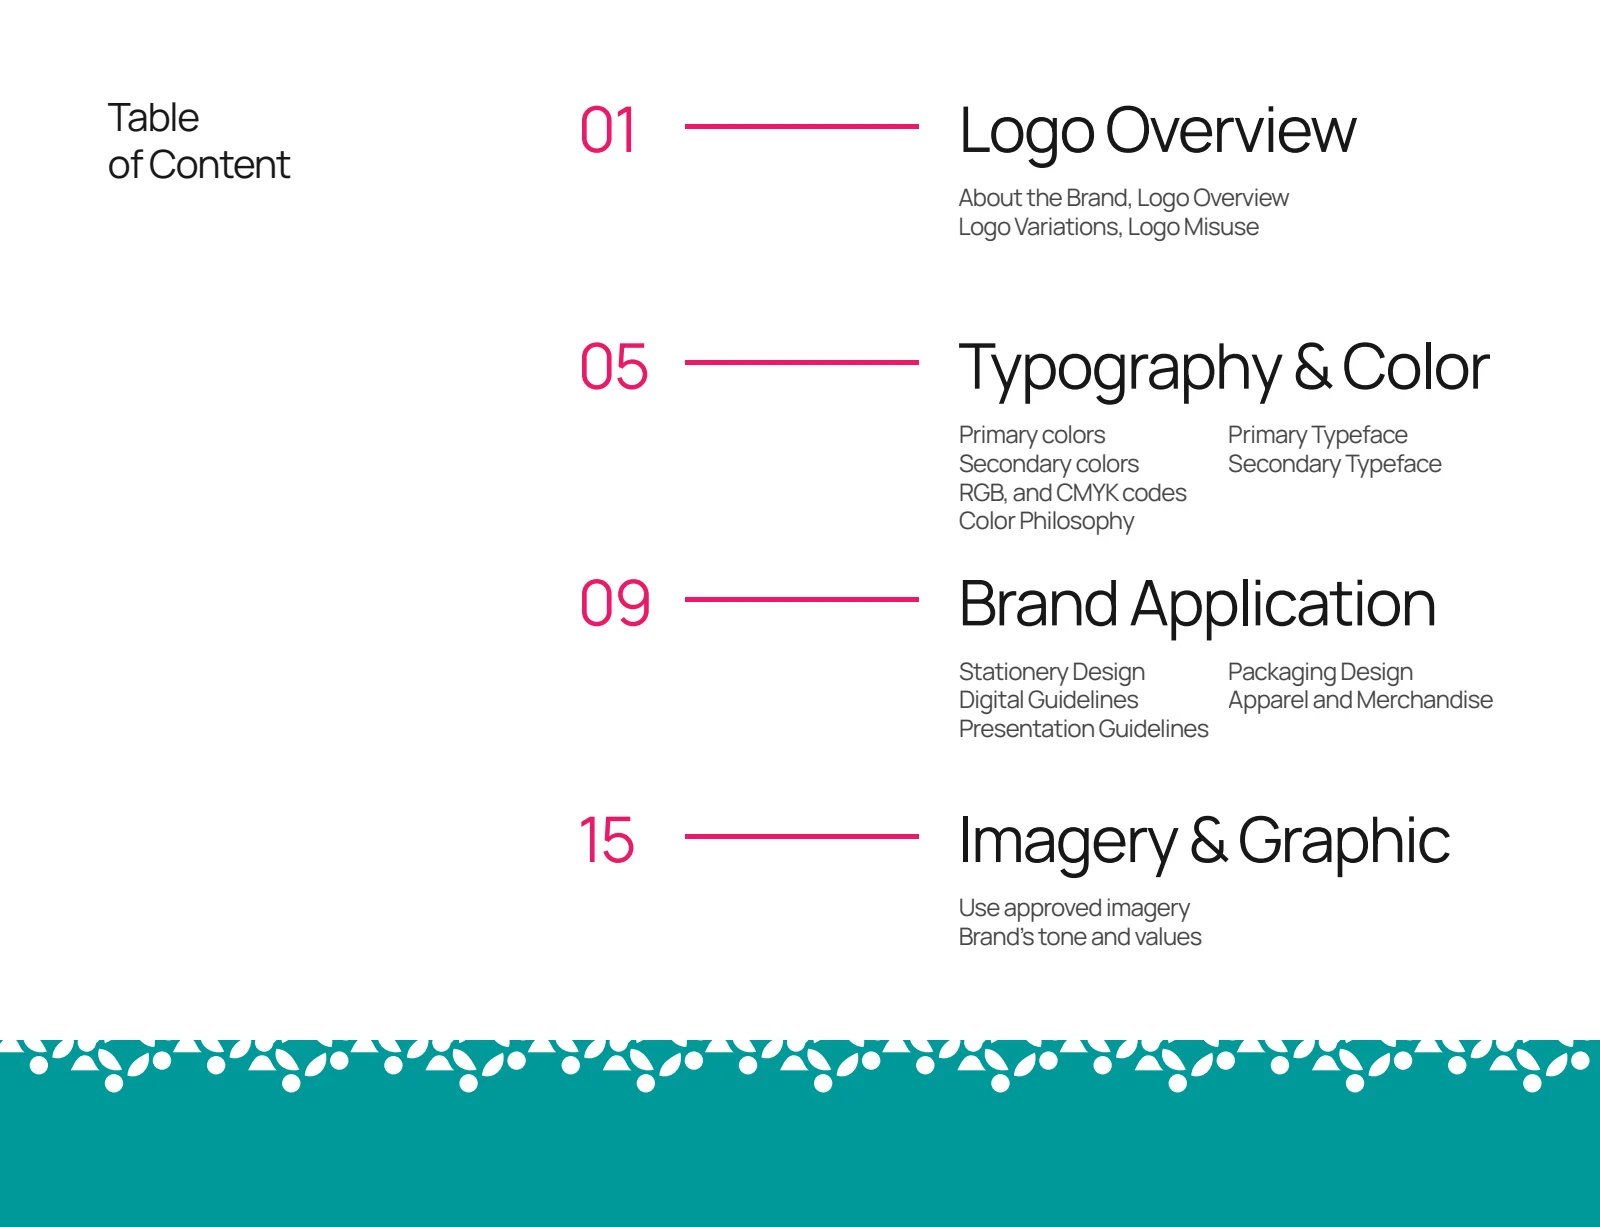 Table
of Content
01
Logo Overview
About the Brand, Logo Overview
Logo Variations, Logo Misuse
05
Typography & Color
Primary colors
Secondary colors
RGB, and CMYK codes
Color Philosophy
Primary Typeface
Secondary Typeface
09
Brand Application
Stationery Design
Digital Guidelines
Presentation Guidelines
Packaging Design
Apparel and Merchandise
15
Imagery & Graphic
Use approved imagery
Brand’s tone and values